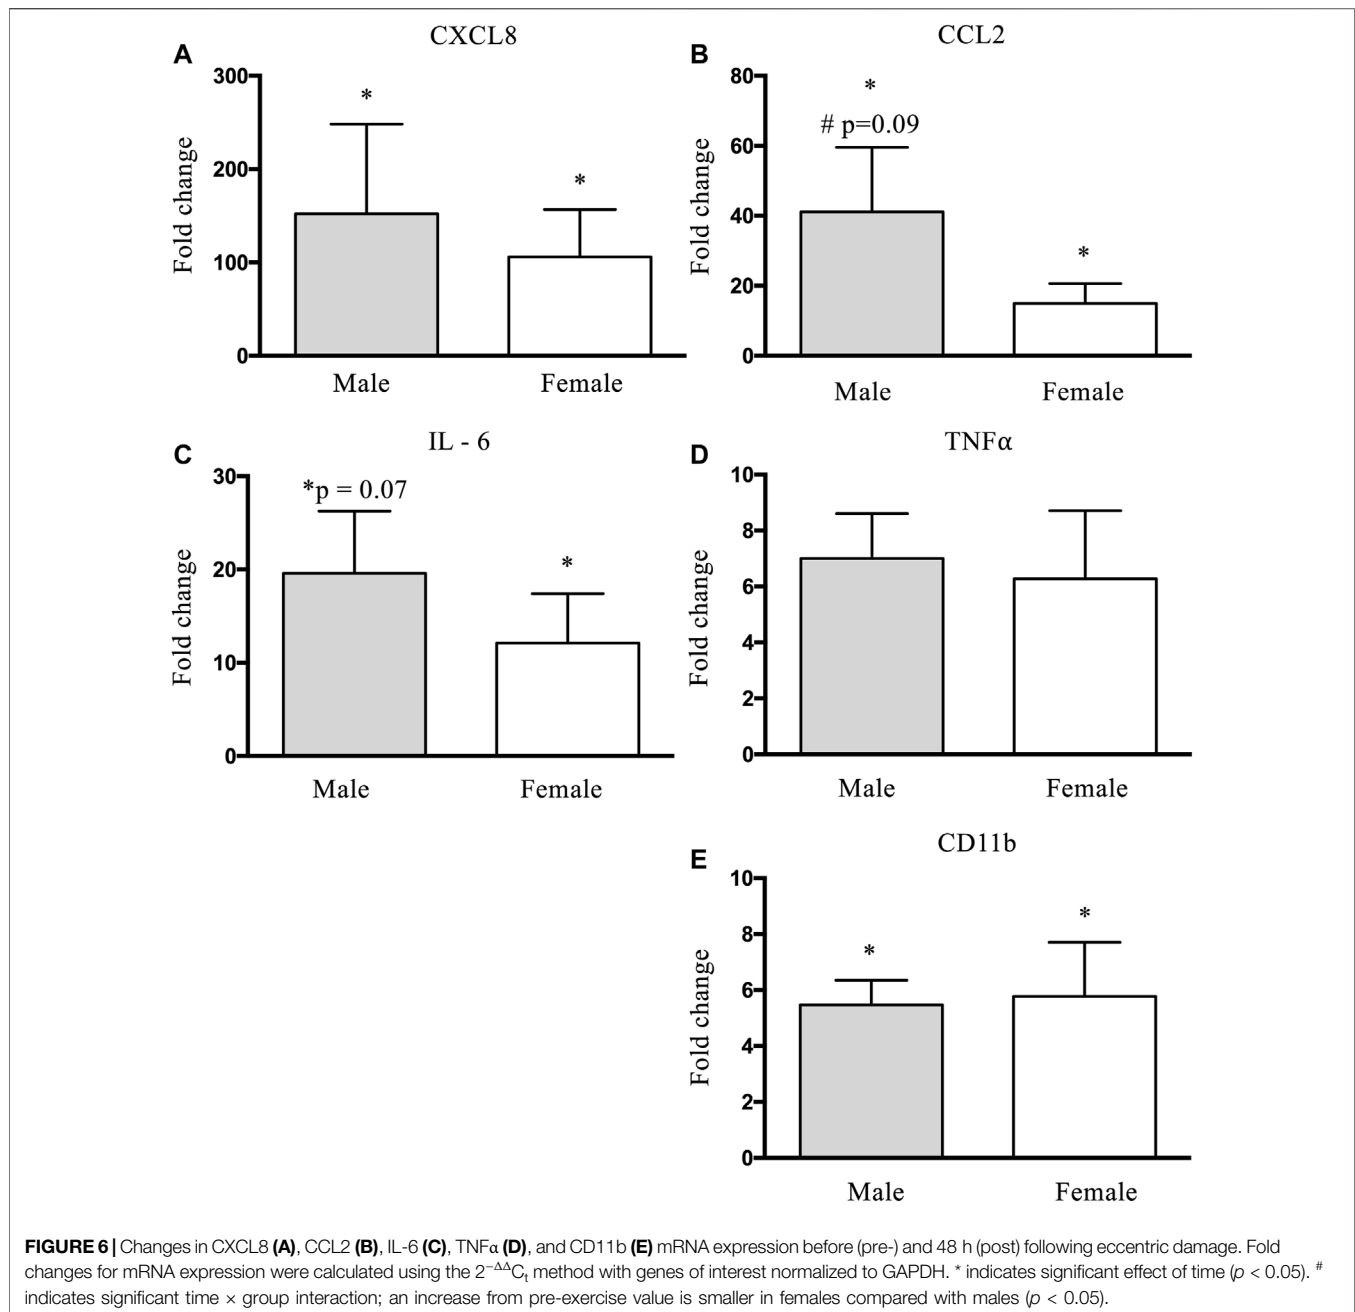 A
CXCL8
Fold change
300
*
200
*
100
0
Male
Female
B
CCL2
Fold change
80
*
# p=0.09
60
40
*
20
0
Male
Female
C
IL - 6
Fold change
30
*p = 0.07
20
*
10
0
Male
Female
D
TNFα
Fold change
10
8
6
4
2
0
Male
Female
E
CD11b
Fold change
10
*
8
*
6
4
2
0
Male
Female
FIGURE 6 | Changes in CXCL8 (A), CCL2 (B), IL-6 (C), TNFα (D), and CD11b (E) mRNA expression before (pre-) and 48 h (post) following eccentric damage. Fold
changes for mRNA expression were calculated using the 2−ΔΔCt method with genes of interest normalized to GAPDH. * indicates significant effect of time (p < 0.05). #
indicates significant time × group interaction; an increase from pre-exercise value is smaller in females compared with males (p < 0.05).